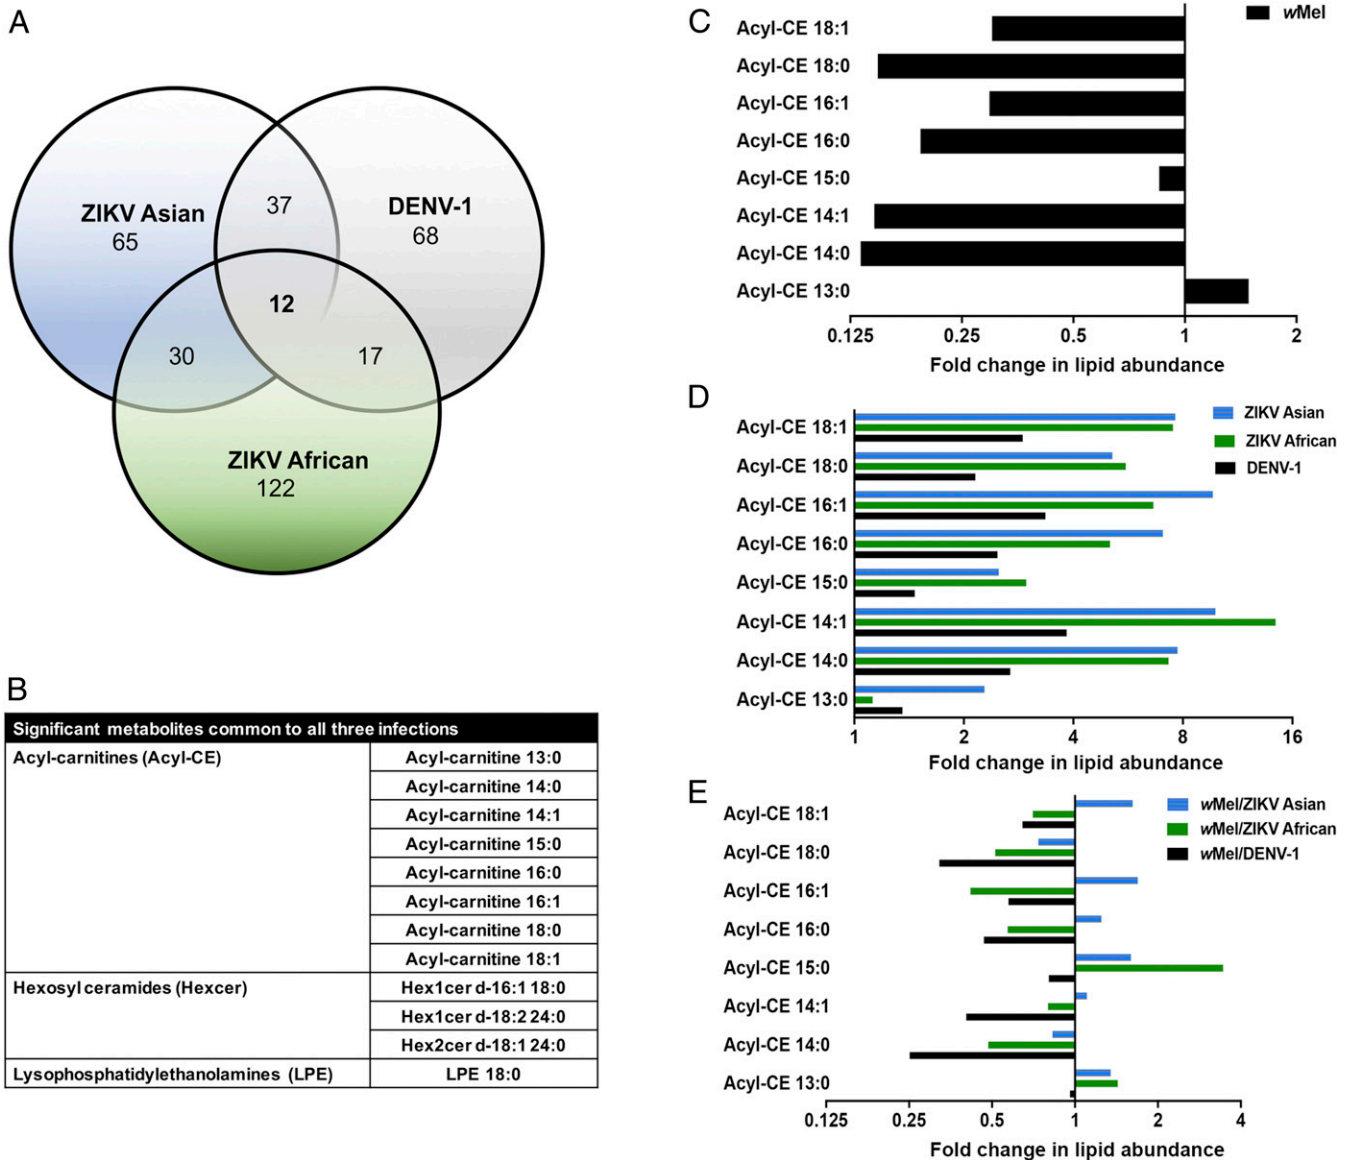 A
ZIKV Asian
65
37
DENV-1
68
12
30
17
ZIKV African
122
B
Significant metabolites common to all three infections
Acyl-carnitines (Acyl-CE)
Acyl-carnitine 13:0
Acyl-carnitine 14:0
Acyl-carnitine 14:1
Acyl-carnitine 15:0
Acyl-carnitine 16:0
Acyl-carnitine 16:1
Acyl-carnitine 18:0
Acyl-carnitine 18:1
Hexosyl ceramides (Hexcer)
Hex1cer d-16:1 18:0
Hex1cer d-18:2 24:0
Hex2cer d-18:1 24:0
Lysophosphatidylethanolamines (LPE)
LPE 18:0
C
wMel
Acyl-CE 18:1
Acyl-CE 18:0
Acyl-CE 16:1
Acyl-CE 16:0
Acyl-CE 15:0
Acyl-CE 14:1
Acyl-CE 14:0
Acyl-CE 13:0
0.125 0.25 0.5 1 2
Fold change in lipid abundance
D
ZIKV Asian
ZIKV African
DENV-1
Acyl-CE 18:1
Acyl-CE 18:0
Acyl-CE 16:1
Acyl-CE 16:0
Acyl-CE 15:0
Acyl-CE 14:1
Acyl-CE 14:0
Acyl-CE 13:0
1 2 4 8 16
Fold change in lipid abundance
E
wMel/ZIKV Asian
wMel/ZIKV African
wMel/DENV-1
Acyl-CE 18:1
Acyl-CE 18:0
Acyl-CE 16:1
Acyl-CE 16:0
Acyl-CE 15:0
Acyl-CE 14:1
Acyl-CE 14:0
Acyl-CE 13:0
0.125 0.25 0.5 1 2 4
Fold change in lipid abundance